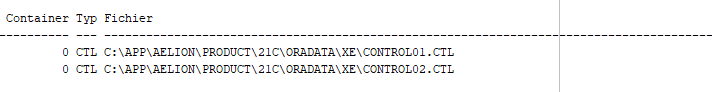 Container Typ Fichier
--------- --- ----------------------------------------------------------------------------------------
0 CTL C:\APP\AELION\PRODUCT\21C\ORADATA\XE\CONTROL01.CTL
0 CTL C:\APP\AELION\PRODUCT\21C\ORADATA\XE\CONTROL02.CTL